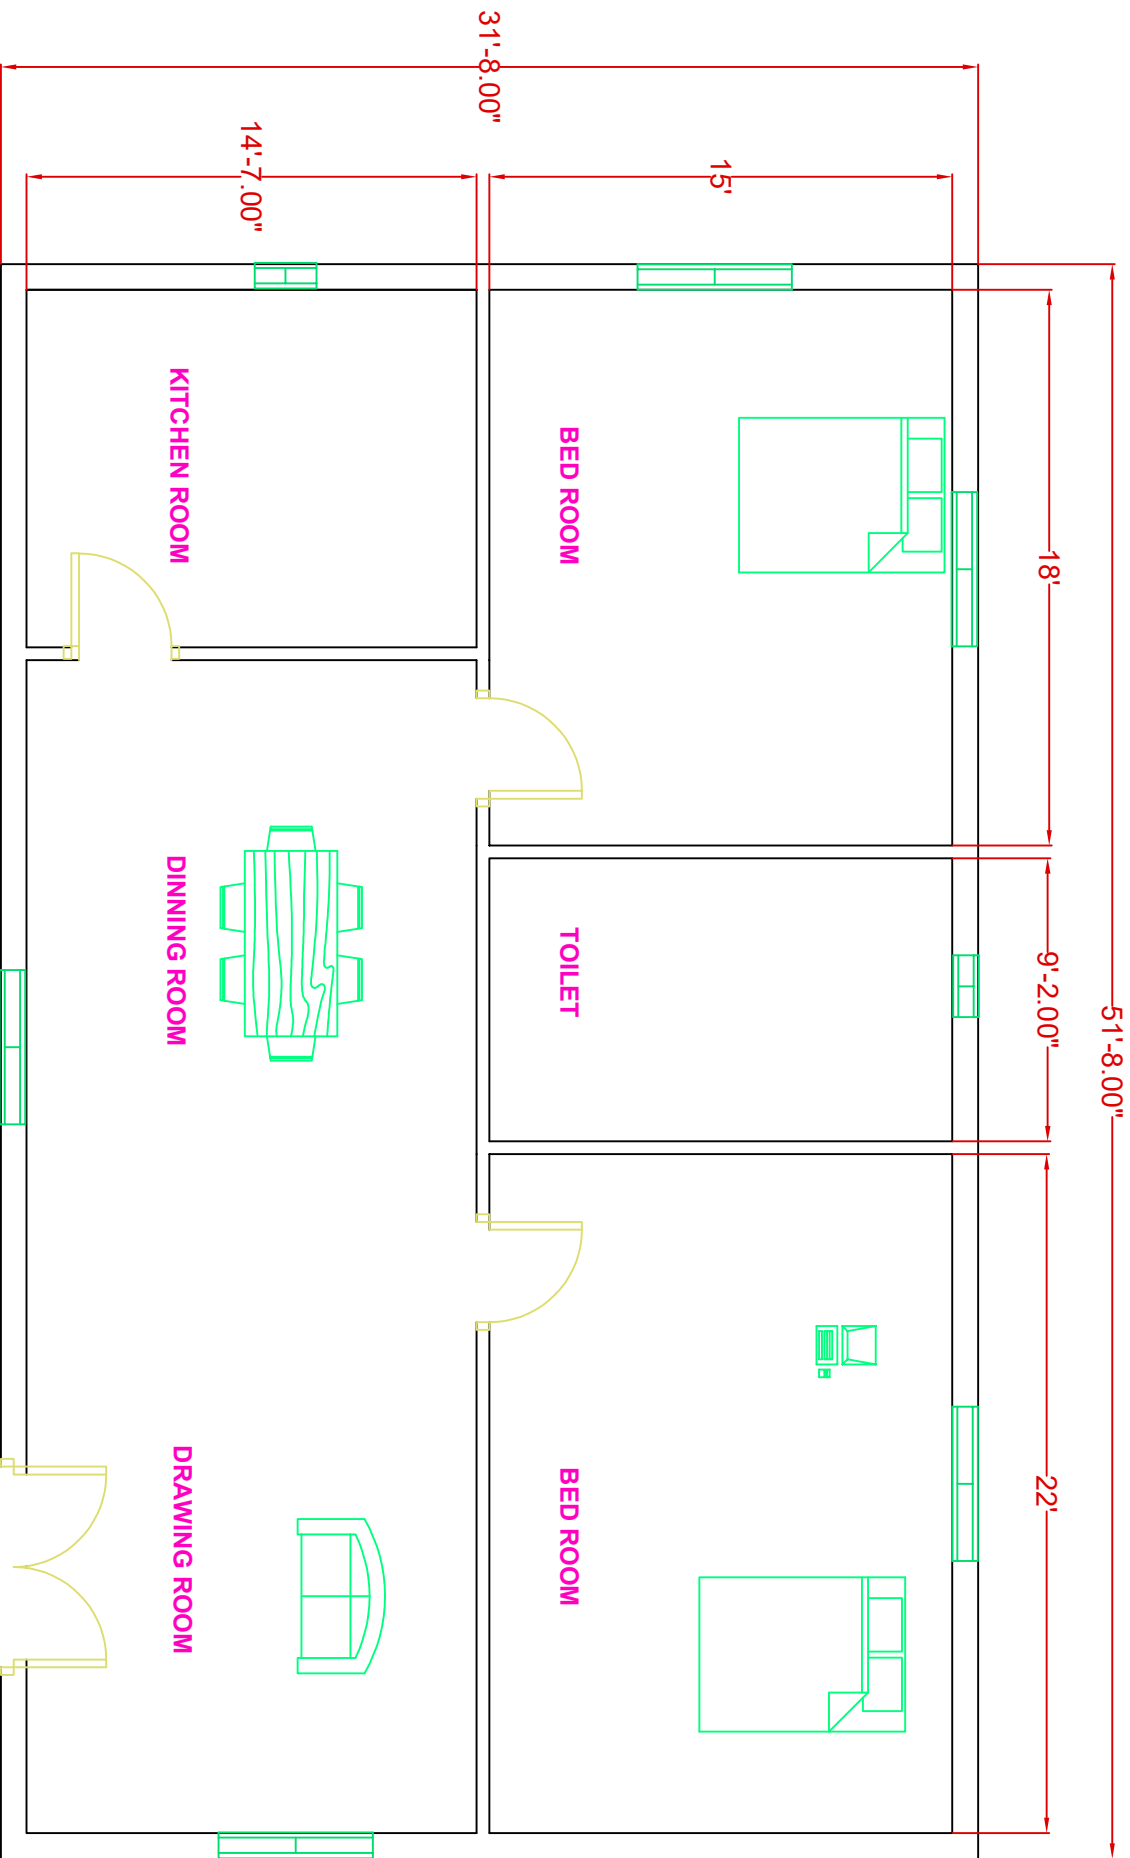 51'-8.00"
18'
9'-2.00"
22'
31'-8.00"
15'
14'-7.00"
BED ROOM
TOILET
BED ROOM
KITCHEN ROOM
DINNING ROOM
DRAWING ROOM